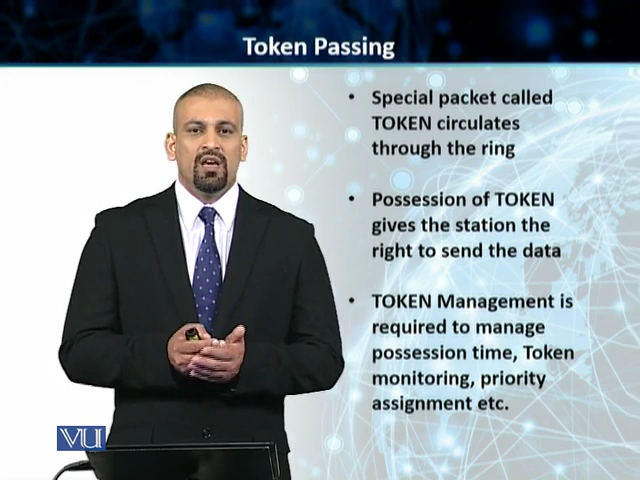 Token Passing
• Special packet called
TOKEN circulates
through the ring
• Possession of TOKEN
gives the station the
right to send the data
• TOKEN Management is
required to manage
possession time, Token
monitoring, priority
assignment etc.
VU